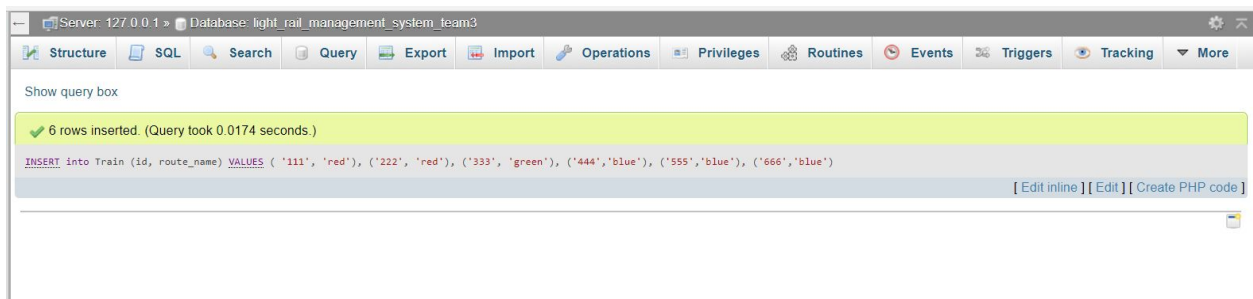 Server: 127.0.0.1 » Database: light_rail_management_system_team3
Structure SQL Search Query Export Import Operations Privileges Routines Events Triggers Tracking More
Show query box
6 rows inserted. (Query took 0.0174 seconds.)
INSERT into Train (id, route_name) VALUES ( '111', 'red'), ('222', 'red'), ('333', 'green'), ('444','blue'), ('555','blue'), ('666','blue')
[ Edit inline ] [ Edit ] [ Create PHP code ]